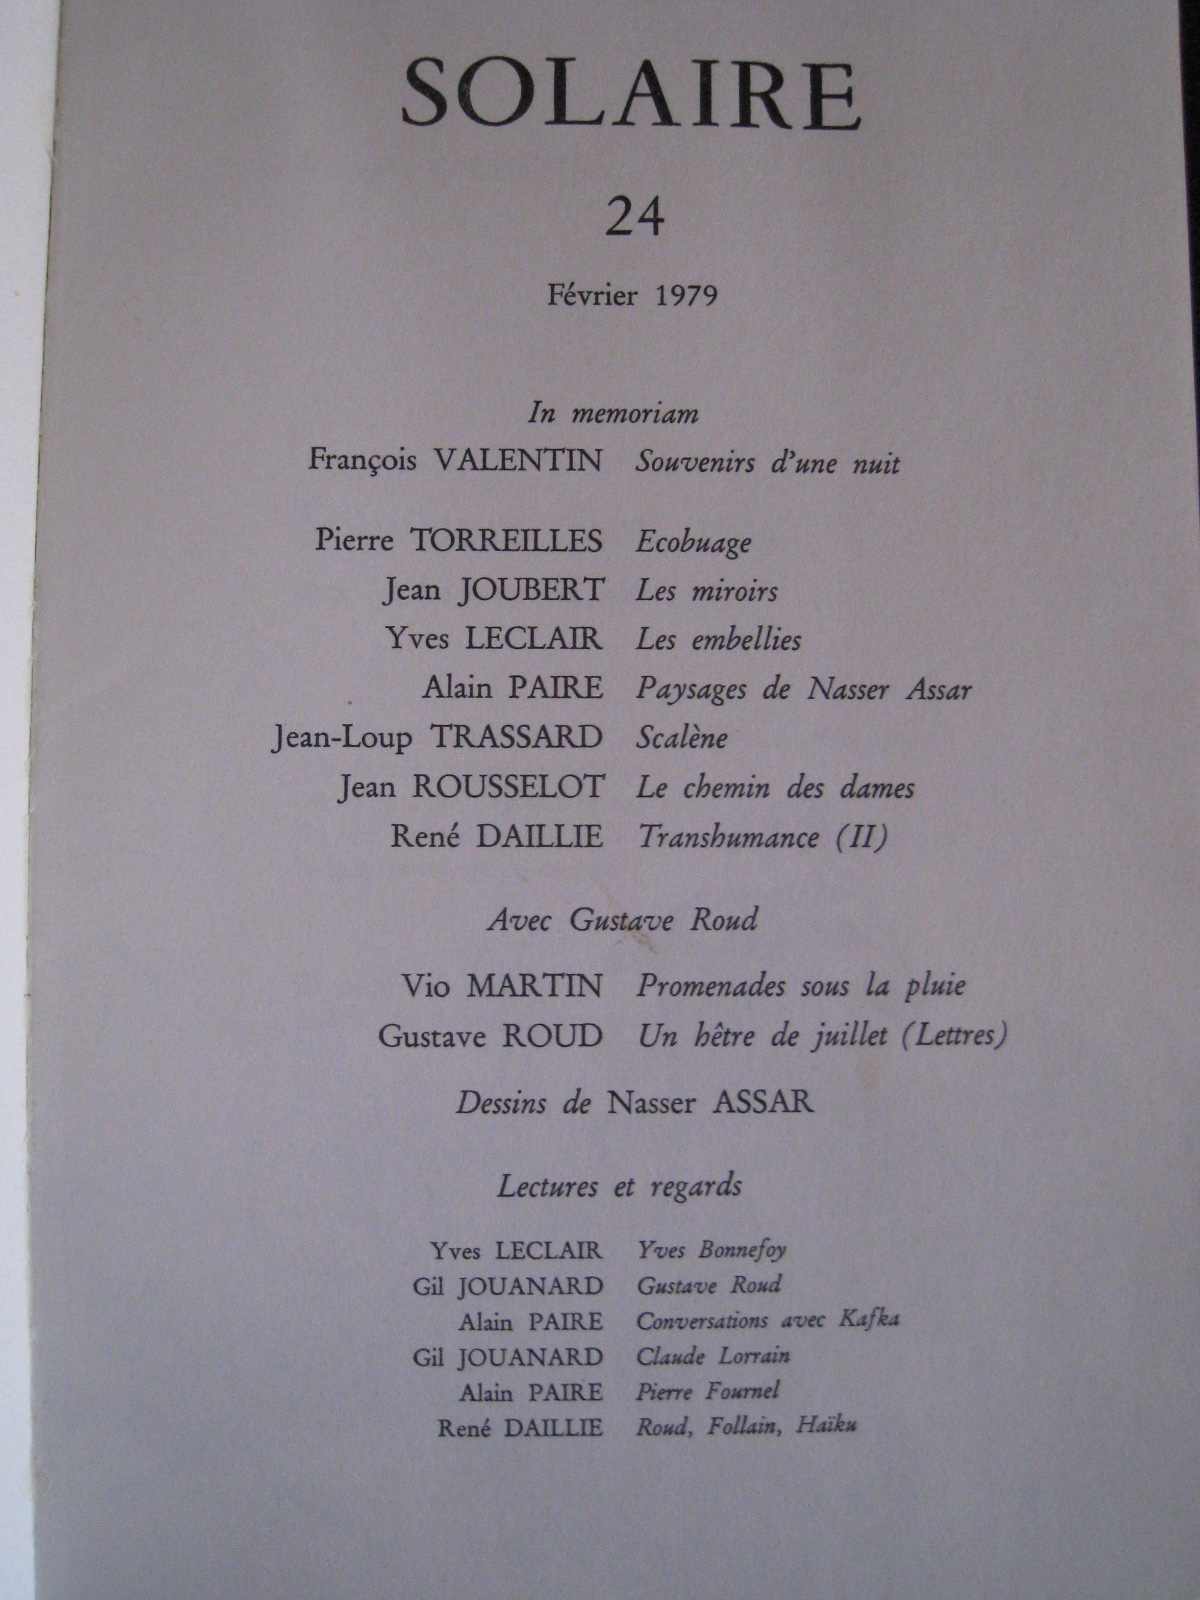 SOLAIRE
24
Février 1979
In memoriam
François VALENTIN Souvenirs d'une nuit
Pierre TORREILLES Ecobuage
Jean JOUBERT Les miroirs
Yves LECLAIR Les embellies
Alain PAIRE Paysages de Nasser Assar
Jean-Loup TRASSARD Scalène
Jean ROUSSELOT Le chemin des dames
René DAILLIE Transhumance (II)
Avec Gustave Roud
Vio MARTIN Promenades sous la pluie
Gustave ROUD Un hêtre de juillet (Lettres)
Dessins de Nasser ASSAR
Lectures et regards
Yves LECLAIR Yves Bonnefoy
Gil JOUANARD Gustave Roud
Alain PAIRE Conversations avec Kafka
Gil JOUANARD Claude Lorrain
Alain PAIRE Pierre Fournel
René DAILLIE Roud, Follain, Haïku